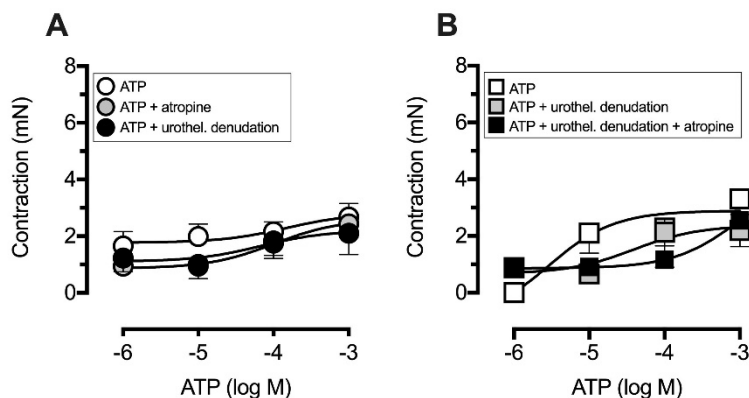 A
8
6
4
2
0
Contraction (mN)
ATP
ATP + atropine
ATP + urothel. denudation
-6 -5 -4 -3
ATP (log M)
B
8
6
4
2
0
Contraction (mN)
ATP
ATP + urothel. denudation
ATP + urothel. denudation + atropine
-6 -5 -4 -3
ATP (log M)